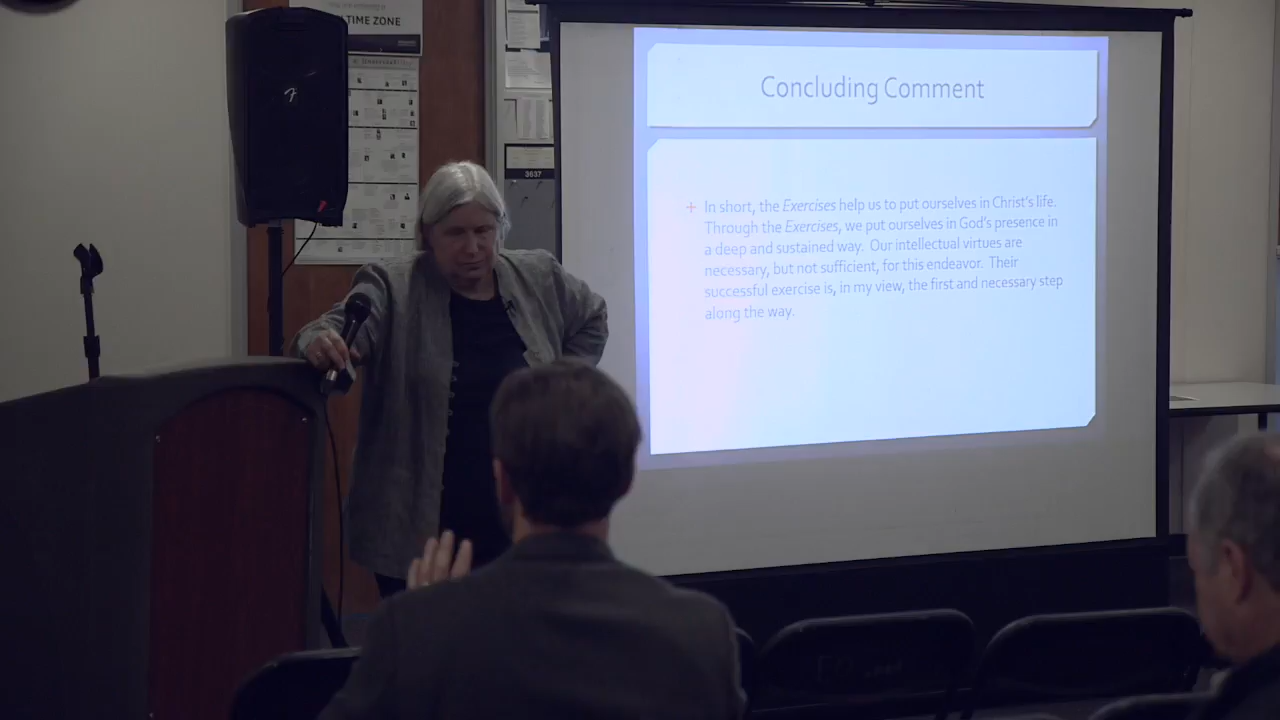 TIME ZONE
3637
Concluding Comment
In short, the Exercises help us to put ourselves in Christ's life.
Through the Exercises, we put ourselves in God's presence in
a deep and sustained way. Our intellectual virtues are
necessary, but not sufficient, for this endeavor. Their
successful exercise is, in my view, the first and necessary step
along the way.